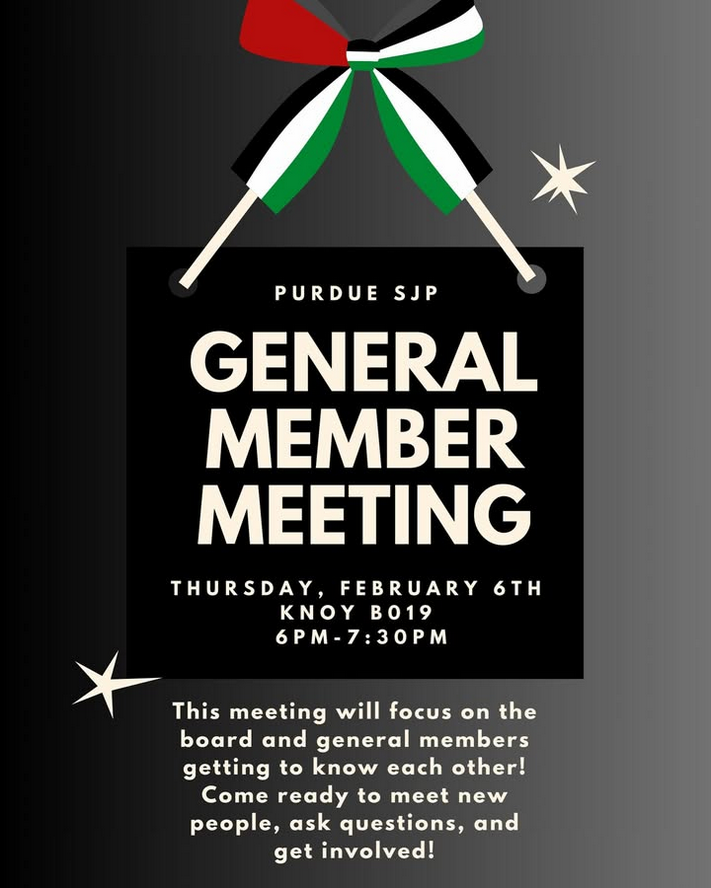 PURDUE SJP
GENERAL
MEMBER
MEETING
THURSDAY, FEBRUARY 6TH
KNOY B019
6PM-7:30PM
This meeting will focus on the
board and general members
getting to know each other!
Come ready to meet new
people, ask questions, and
get involved!